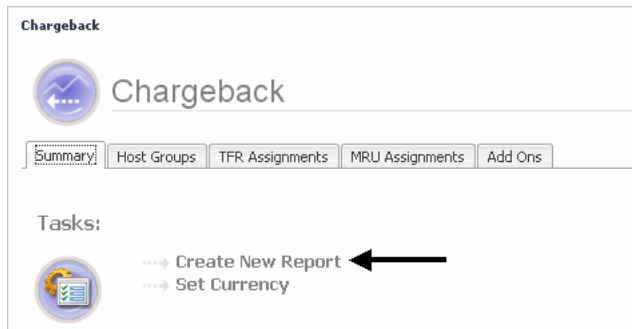 Chargeback
Chargeback
Summary Host Groups TFR Assignments MRU Assignments Add Ons
Tasks:
Create New Report
Set Currency